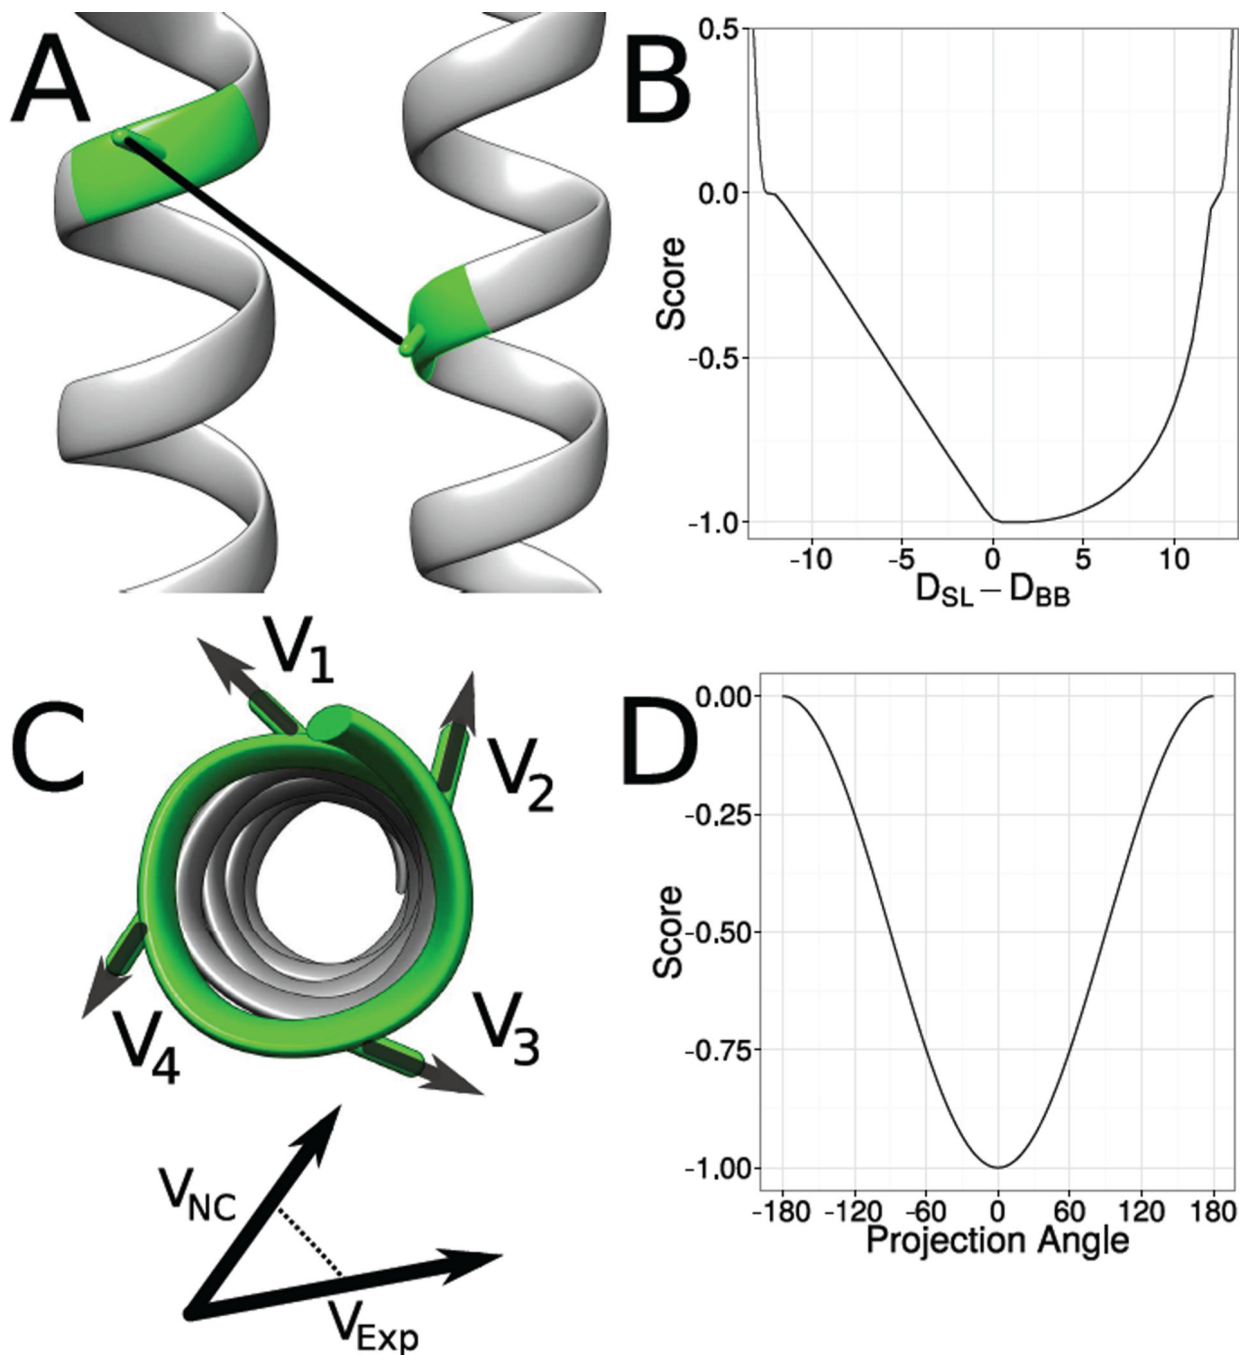 A
B
0.5
0.0
-0.5
-1.0
Score
-10 -5 0 5 10
DSL − DBB
C
V1
V2
V3
V4
VNC
VExp
D
0.00
-0.25
-0.50
-0.75
-1.00
Score
-180 -120 -60 0 60 120 180
Projection Angle